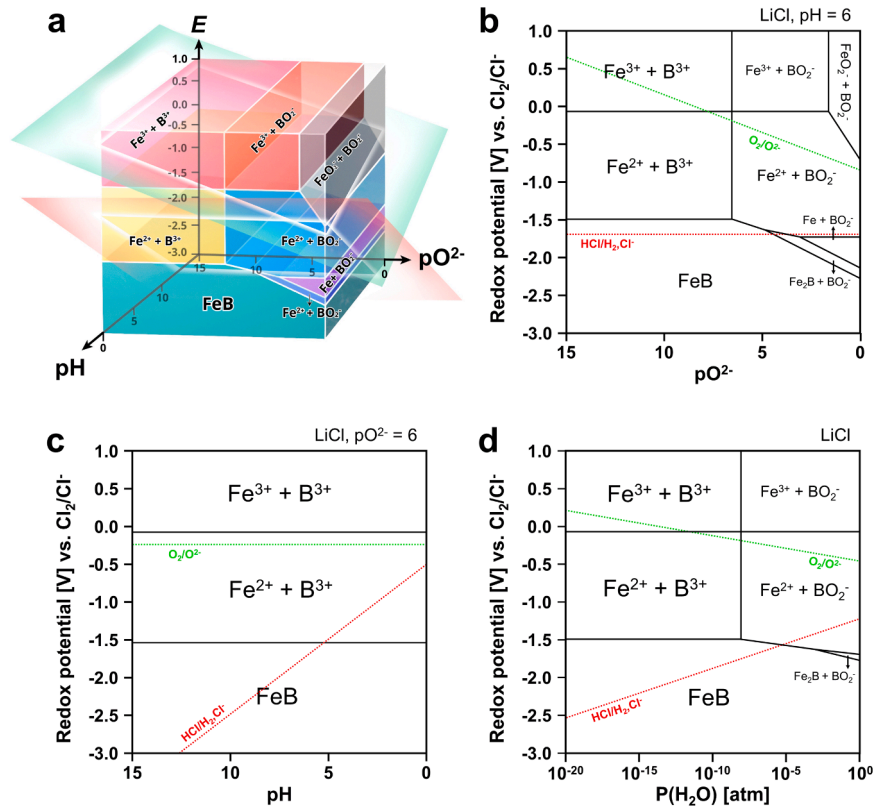 a
E
1.0
0.5
0.0
-0.5
-1.0
-1.5
-2.0
-2.5
-3.0
Fe³⁺ + B³⁺
Fe³⁺ + BO₂⁻
FeO₂⁻ + BO₂⁻
Fe²⁺ + B³⁺
Fe²⁺ + BO₂⁻
Fe + BO₂⁻
Fe²⁺ + BO₂⁻
FeB
15
10
5
0
pH
15
10
5
0
pO²⁻
b
LiCl, pH = 6
Redox potential [V] vs. Cl₂/Cl⁻
1.0
0.5
0.0
-0.5
-1.0
-1.5
-2.0
-2.5
-3.0
Fe³⁺ + B³⁺
Fe³⁺ + BO₂⁻
FeO₂⁻ + BO₂⁻
O₂/O²⁻
Fe²⁺ + B³⁺
Fe²⁺ + BO₂⁻
Fe + BO₂⁻
HCl/H₂,Cl⁻
FeB
Fe₂B + BO₂⁻
15
10
5
0
pO²⁻
c
LiCl, pO²⁻ = 6
Redox potential [V] vs. Cl₂/Cl⁻
1.0
0.5
0.0
-0.5
-1.0
-1.5
-2.0
-2.5
-3.0
Fe³⁺ + B³⁺
O₂/O²⁻
Fe²⁺ + B³⁺
FeB
HCl/H₂,Cl⁻
15
10
5
0
pH
d
LiCl
Redox potential [V] vs. Cl₂/Cl⁻
1.0
0.5
0.0
-0.5
-1.0
-1.5
-2.0
-2.5
-3.0
Fe³⁺ + B³⁺
Fe³⁺ + BO₂⁻
O₂/O²⁻
Fe²⁺ + B³⁺
Fe²⁺ + BO₂⁻
Fe₂B + BO₂⁻
FeB
HCl/H₂,Cl⁻
10⁻²⁰
10⁻¹⁵
10⁻¹⁰
10⁻⁵
10⁰
P(H₂O) [atm]